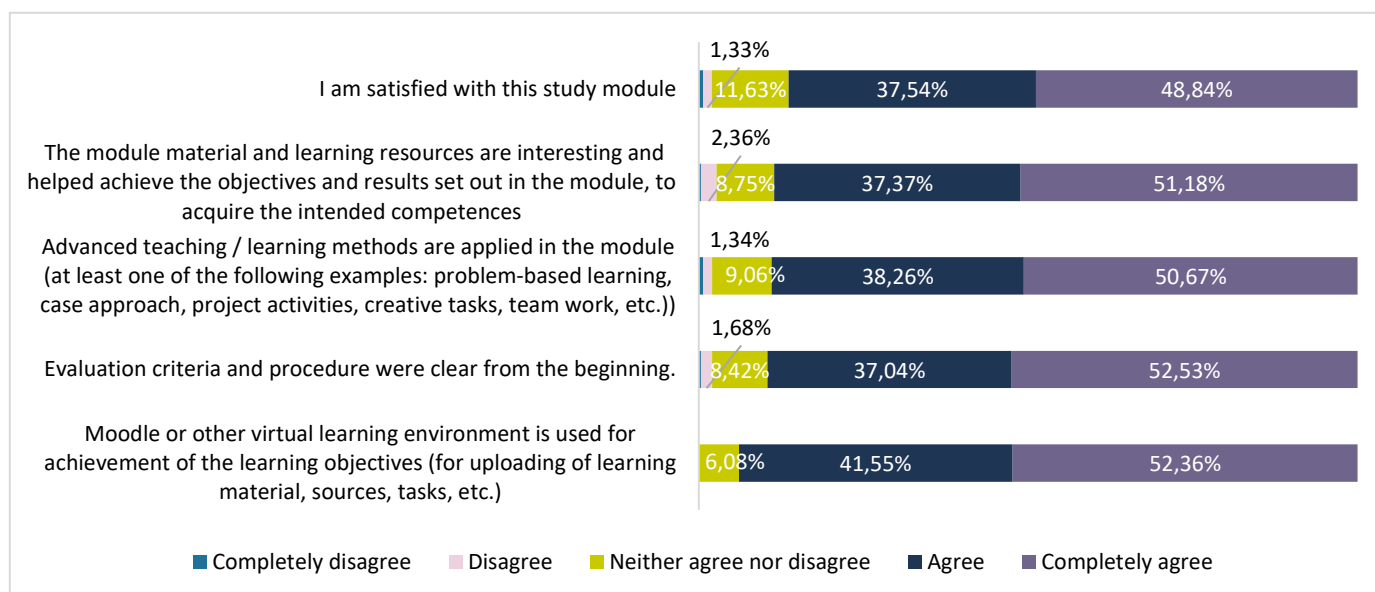 1,33%
I am satisfied with this study module
11,63% 37,54% 48,84%
2,36%
The module material and learning resources are interesting and
helped achieve the objectives and results set out in the module, to
acquire the intended competences
8,75% 37,37% 51,18%
1,34%
Advanced teaching / learning methods are applied in the module
(at least one of the following examples: problem-based learning,
case approach, project activities, creative tasks, team work, etc.))
9,06% 38,26% 50,67%
1,68%
Evaluation criteria and procedure were clear from the beginning.
8,42% 37,04% 52,53%
Moodle or other virtual learning environment is used for
achievement of the learning objectives (for uploading of learning
material, sources, tasks, etc.)
6,08% 41,55% 52,36%
Completely disagree Disagree Neither agree nor disagree Agree Completely agree